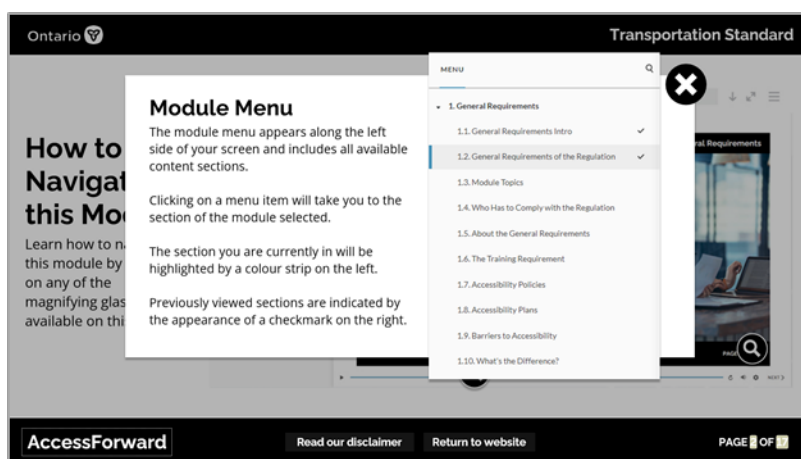 Ontario
Transportation Standard
How to
Navigat
this Mo
Learn how to n
this module by
on any of the
magnifying glas
available on thi
Module Menu
The module menu appears along the left
side of your screen and includes all available
content sections.
Clicking on a menu item will take you to the
section of the module selected.
The section you are currently in will be
highlighted by a colour strip on the left.
Previously viewed sections are indicated by
the appearance of a checkmark on the right.
MENU
1. General Requirements
1.1. General Requirements Intro
1.2. General Requirements of the Regulation
1.3. Module Topics
1.4. Who Has to Comply with the Regulation
1.5. About the General Requirements
1.6. The Training Requirement
1.7. Accessibility Policies
1.8. Accessibility Plans
1.9. Barriers to Accessibility
1.10. What's the Difference?
ral Requirements
PAGE
NEXT
AccessForward
Read our disclaimer
Return to website
PAGE 2 OF 17